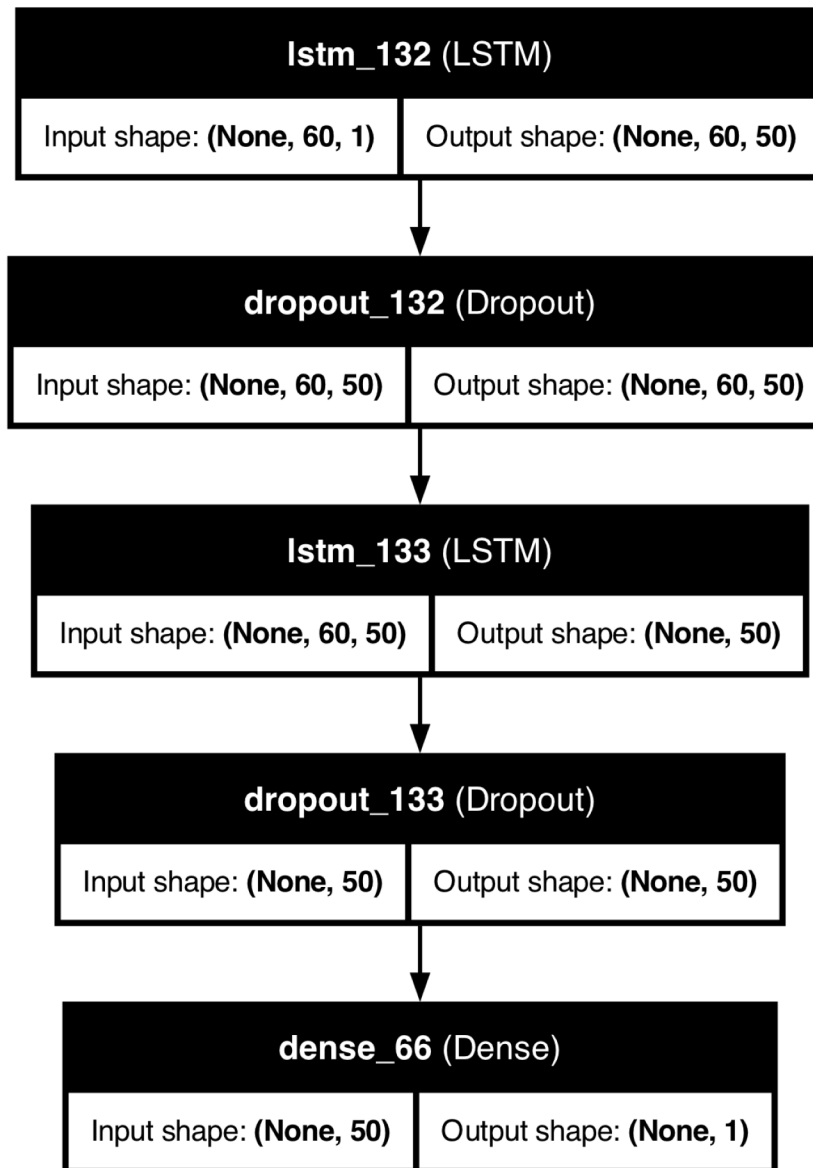 lstm_132 (LSTM)
Input shape: (None, 60, 1) Output shape: (None, 60, 50)
dropout_132 (Dropout)
Input shape: (None, 60, 50) Output shape: (None, 60, 50)
lstm_133 (LSTM)
Input shape: (None, 60, 50) Output shape: (None, 50)
dropout_133 (Dropout)
Input shape: (None, 50) Output shape: (None, 50)
dense_66 (Dense)
Input shape: (None, 50) Output shape: (None, 1)